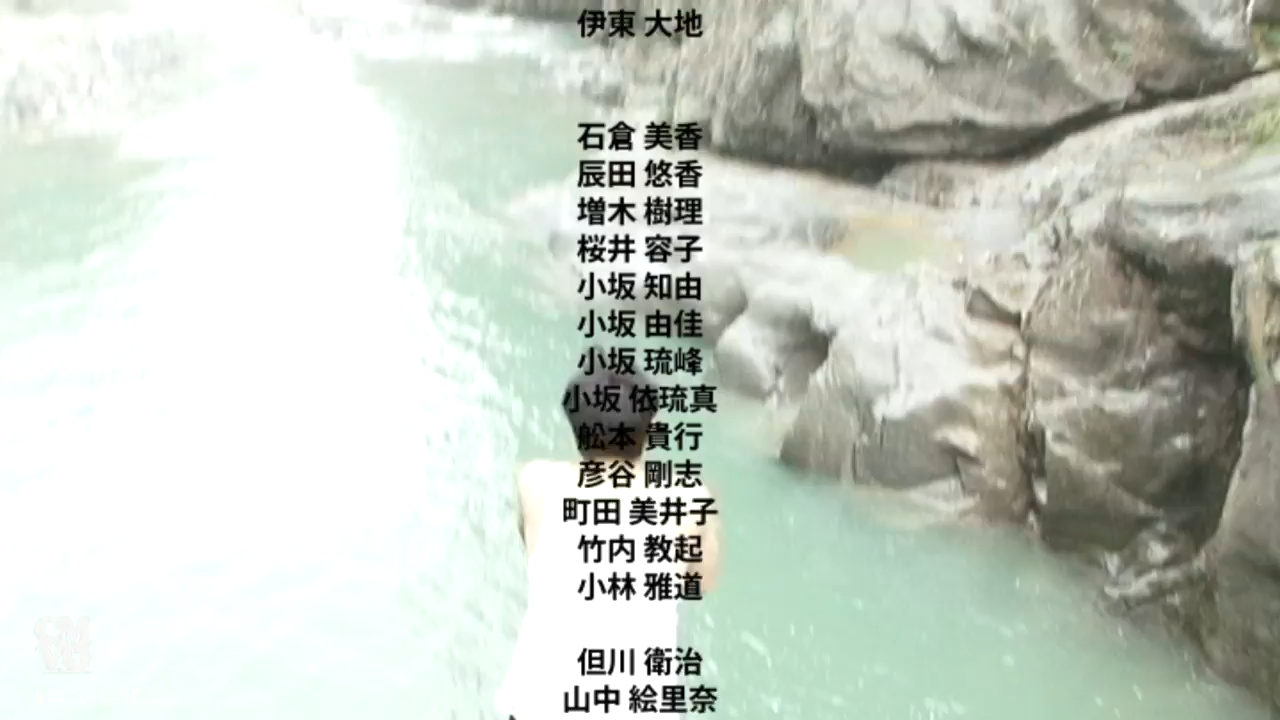 伊東 大地
石倉 美香
辰田 悠香
増木 樹理
桜井 容子
小坂 知由
小坂 由佳
小坂 琉峰
小坂 依琉真
舩本 貴行
彦谷 剛志
町田 美井子
竹内 教起
小林 雅道
但川 衛治
山中 絵里奈